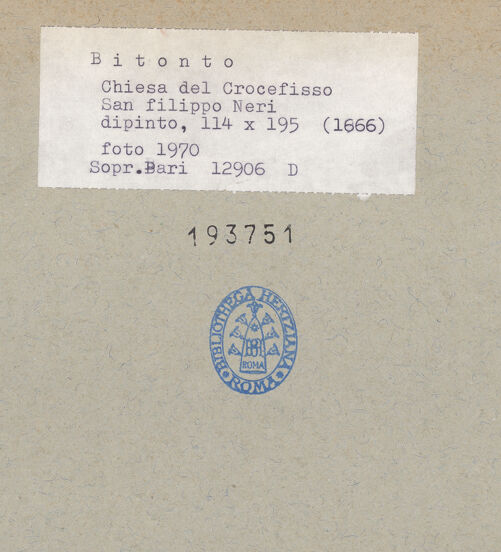 Bitonto
Chiesa del Crocefisso
San filippo Neri
dipinto, 114 x 195 (1666)
foto 1970
Sopr.Bari 12906 D
193751
BIBLIOTHECA HERTZIANA
ROMA
ROMA